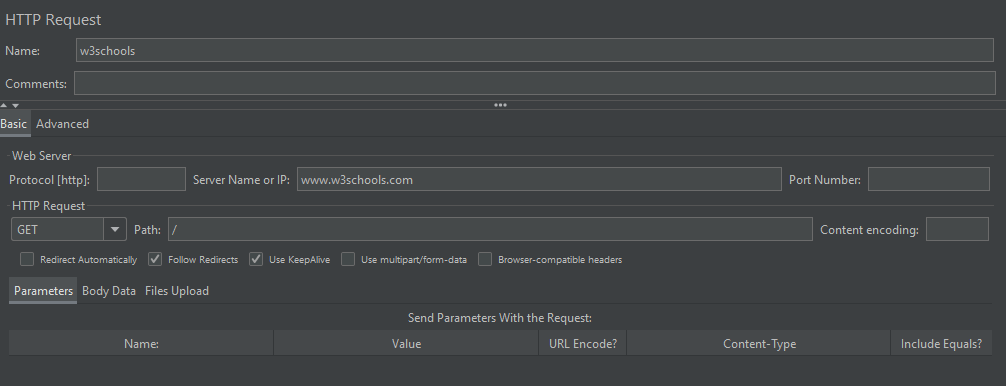 HTTP Request
Name: w3schools
Comments:
Basic Advanced
Web Server
Protocol [http]: Server Name or IP: www.w3schools.com Port Number:
HTTP Request
GET Path: / Content encoding:
Redirect Automatically Follow Redirects Use KeepAlive Use multipart/form-data Browser-compatible headers
Parameters Body Data Files Upload
Send Parameters With the Request:
Name: Value URL Encode? Content-Type Include Equals?